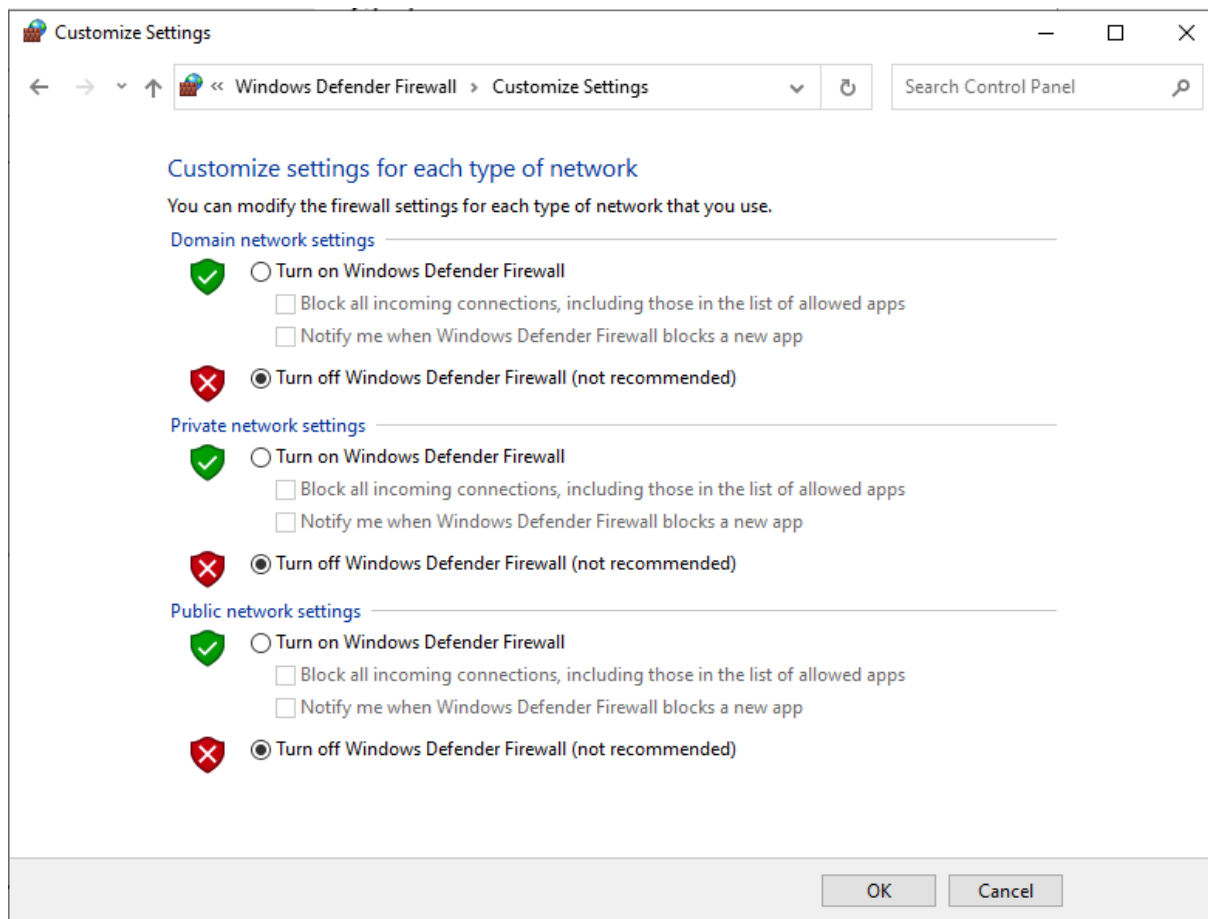 Customize Settings
« Windows Defender Firewall > Customize Settings
Search Control Panel
Customize settings for each type of network
You can modify the firewall settings for each type of network that you use.
Domain network settings
Turn on Windows Defender Firewall
Block all incoming connections, including those in the list of allowed apps
Notify me when Windows Defender Firewall blocks a new app
Turn off Windows Defender Firewall (not recommended)
Private network settings
Turn on Windows Defender Firewall
Block all incoming connections, including those in the list of allowed apps
Notify me when Windows Defender Firewall blocks a new app
Turn off Windows Defender Firewall (not recommended)
Public network settings
Turn on Windows Defender Firewall
Block all incoming connections, including those in the list of allowed apps
Notify me when Windows Defender Firewall blocks a new app
Turn off Windows Defender Firewall (not recommended)
OK
Cancel